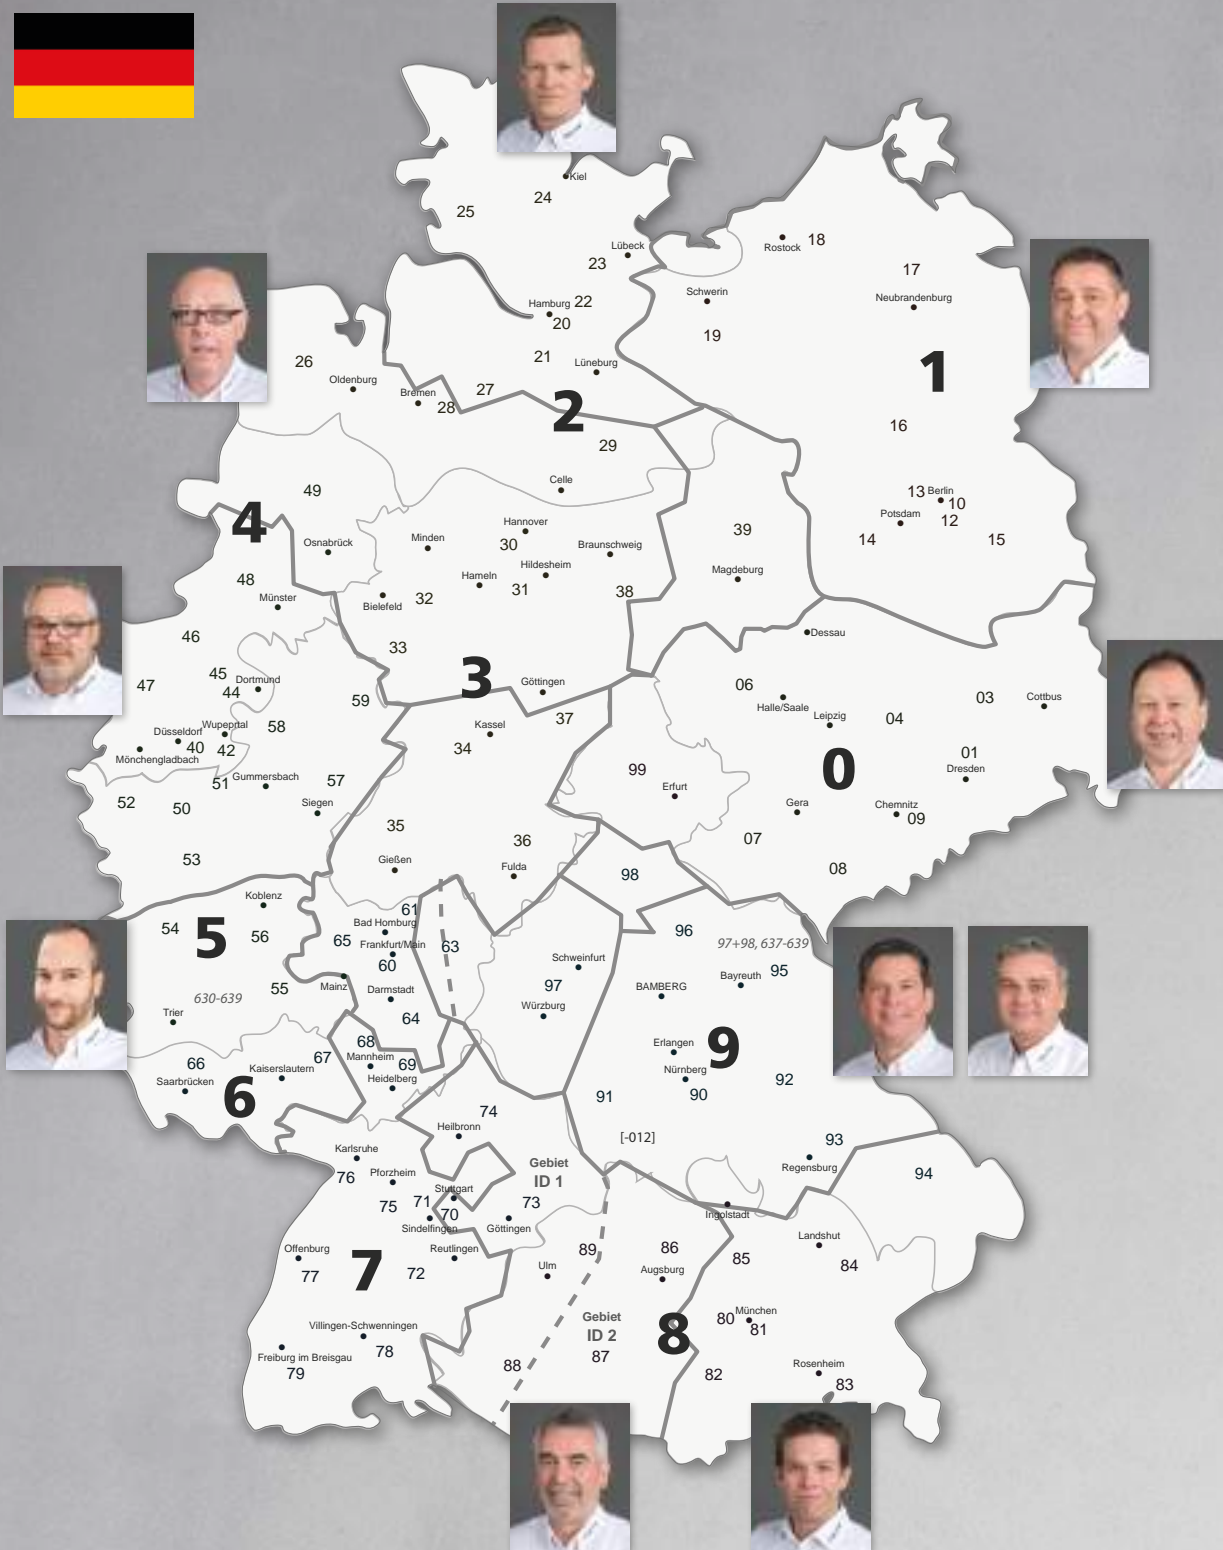 Kiel
24
25
Lübeck
23
Rostock
18
17
Neubrandenburg
Schwerin
19
Hamburg
22
20
21
Lüneburg
1
26
Oldenburg
Bremen
27
28
2
16
29
Celle
49
4
13
Berlin
10
Potsdam
12
14
15
Osnabrück
Minden
Hannover
30
Braunschweig
39
Magdeburg
48
Münster
Bielefeld
32
Hameln
Hildesheim
31
38
46
33
Dessau
47
45
Dortmund
44
59
3
Göttingen
06
Halle/Saale
Leipzig
04
03
Cottbus
Düsseldorf
Wupeprtal
58
40
42
Mönchengladbach
37
Kassel
34
01
Dresden
0
51
Gummersbach
57
52
50
Siegen
99
Erfurt
Gera
Chemnitz
09
53
35
Gießen
36
Fulda
07
08
98
Koblenz
54
5
56
61
Bad Homburg
65
Frankfurt/Main
60
63
96
97+98, 637-639
Schweinfurt
97
Würzburg
Bayreuth
95
BAMBERG
55
630-639
Mainz
Darmstadt
64
Trier
68
Mannheim
69
Heidelberg
67
66
Kaiserslautern
Saarbrücken
6
Erlangen
9
Nürnberg
90
92
91
74
Heilbronn
[-012]
93
Regensburg
94
Karlsruhe
76
Pforzheim
Gebiet
ID 1
75
71
Stuttgart
70
Sindelfingen
73
Göttingen
Ingolstadt
Landshut
84
85
Offenburg
77
7
Reutlingen
72
89
Ulm
86
Augsburg
Villingen-Schwenningen
78
Freiburg im Breisgau
79
Gebiet
ID 2
87
88
8
80
München
81
82
Rosenheim
83